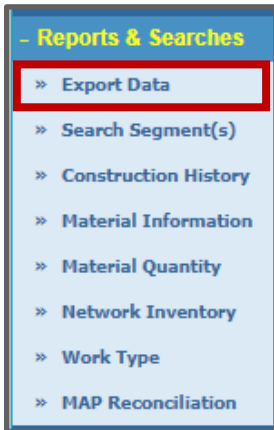 - Reports & Searches
» Export Data
» Search Segment(s)
» Construction History
» Material Information
» Material Quantity
» Network Inventory
» Work Type
» MAP Reconciliation